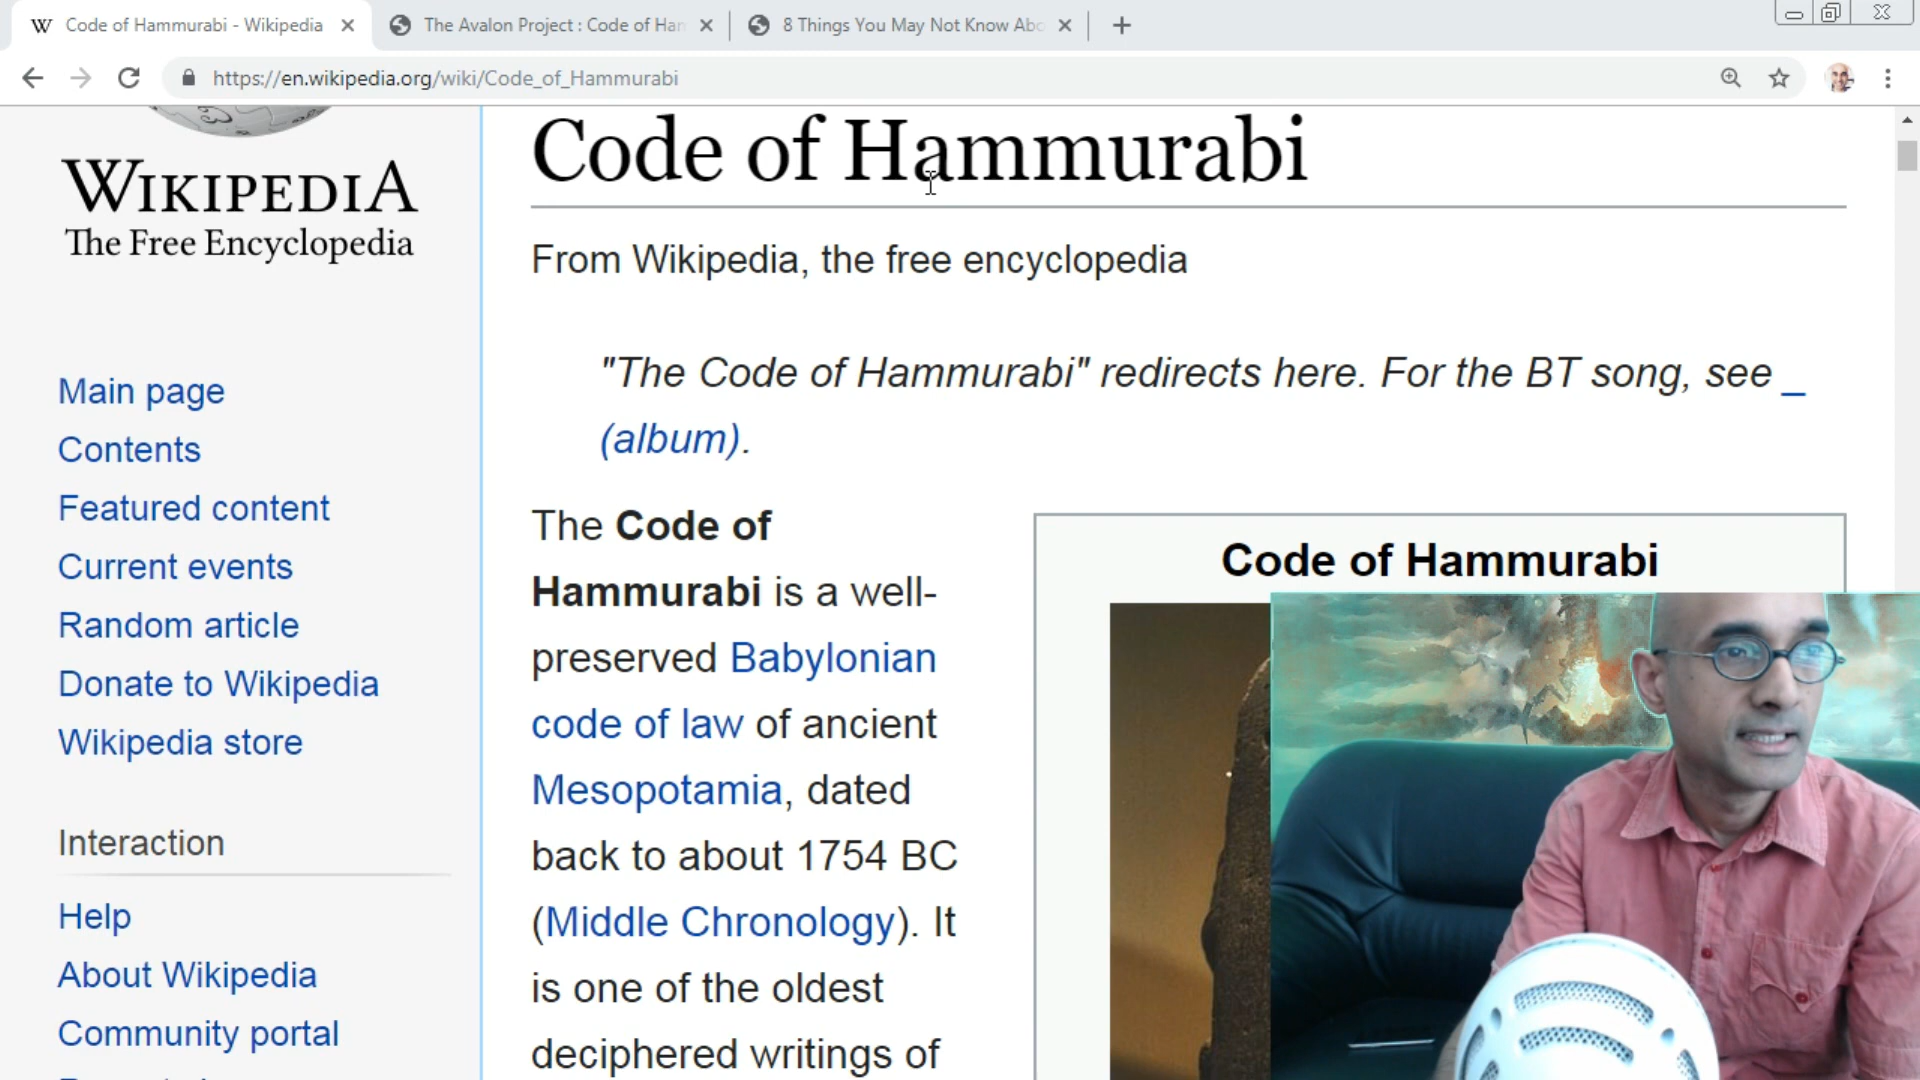 Code of Hammurabi - Wikipedia
The Avalon Project : Code of Ham
8 Things You May Not Know Abo
https://en.wikipedia.org/wiki/Code_of_Hammurabi
WIKIPEDIA
The Free Encyclopedia
Main page
Contents
Featured content
Current events
Random article
Donate to Wikipedia
Wikipedia store
Interaction
Help
About Wikipedia
Community portal
Code of Hammurabi
From Wikipedia, the free encyclopedia
"The Code of Hammurabi" redirects here. For the BT song, see _
(album).
The Code of
Hammurabi is a well-
preserved Babylonian
code of law of ancient
Mesopotamia, dated
back to about 1754 BC
(Middle Chronology). It
is one of the oldest
deciphered writings of
Code of Hammurabi